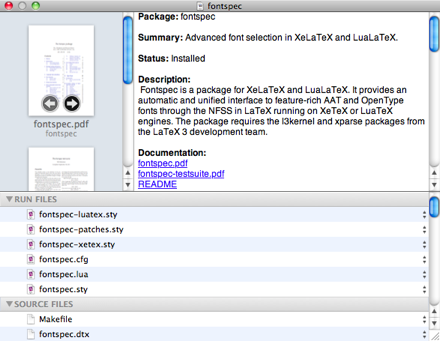 fontspec
Package: fontspec
Summary: Advanced font selection in XeLaTeX and LuaLaTeX.
Status: Installed
Description:
Fontspec is a package for XeLaTeX and LuaLaTeX. It provides an
automatic and unified interface to feature-rich AAT and OpenType
fonts through the NFSS in LaTeX running on XeTeX or LuaTeX
engines. The package requires the l3kernel and xparse packages from
the LaTeX 3 development team.
Documentation:
fontspec.pdf
fontspec-testsuite.pdf
README
fontspec.pdf
fontspec
RUN FILES
fontspec-luatex.sty
fontspec-patches.sty
fontspec-xetex.sty
fontspec.cfg
fontspec.lua
fontspec.sty
SOURCE FILES
Makefile
fontspec.dtx